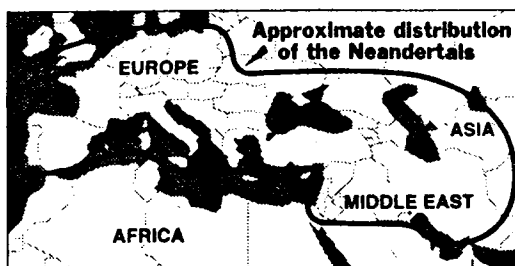 Approximate distribution
of the Neandertals
EUROPE
ASIA
MIDDLE EAST
AFRICA